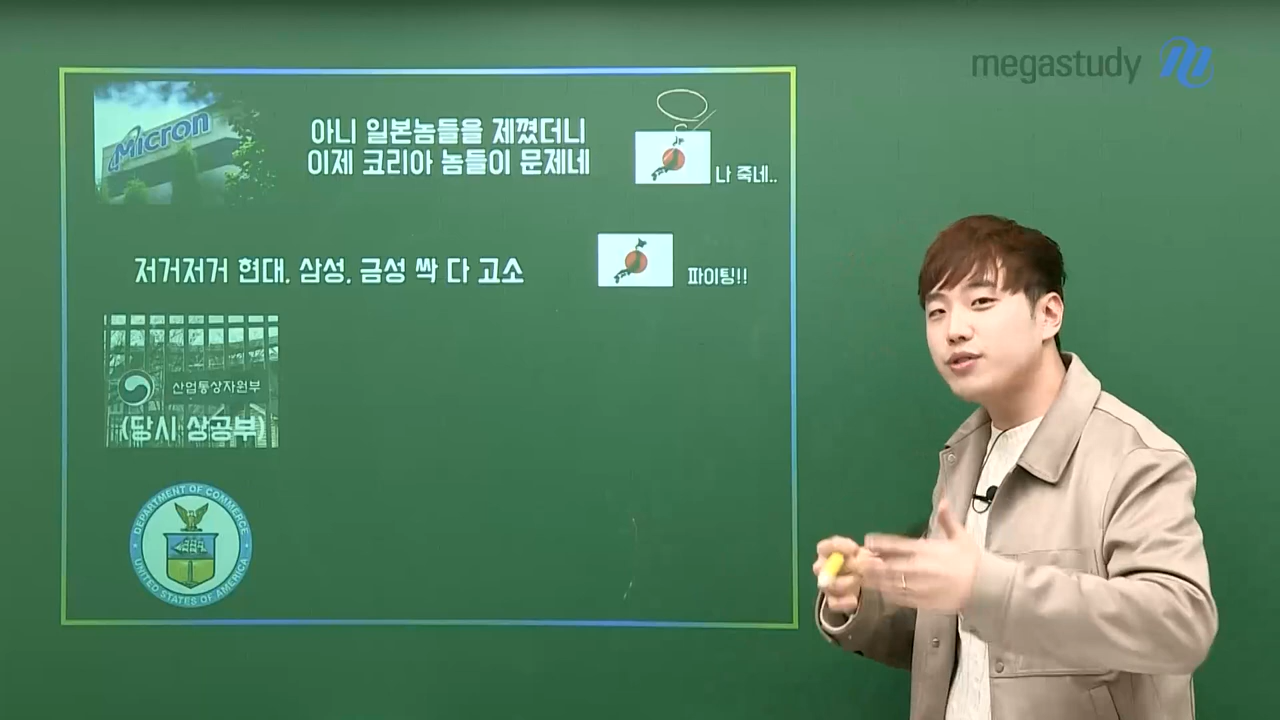 megastudy
Micron
아니 일본놈들을 제꼈더니
이제 코리아 놈들이 문제네
나 죽네..
저거저거 현대, 삼성, 금성 싹 다 고소
파이팅!!
산업통상자원부
(당시 상공부)
DEPARTMENT OF COMMERCE
UNITED STATES OF AMERICA